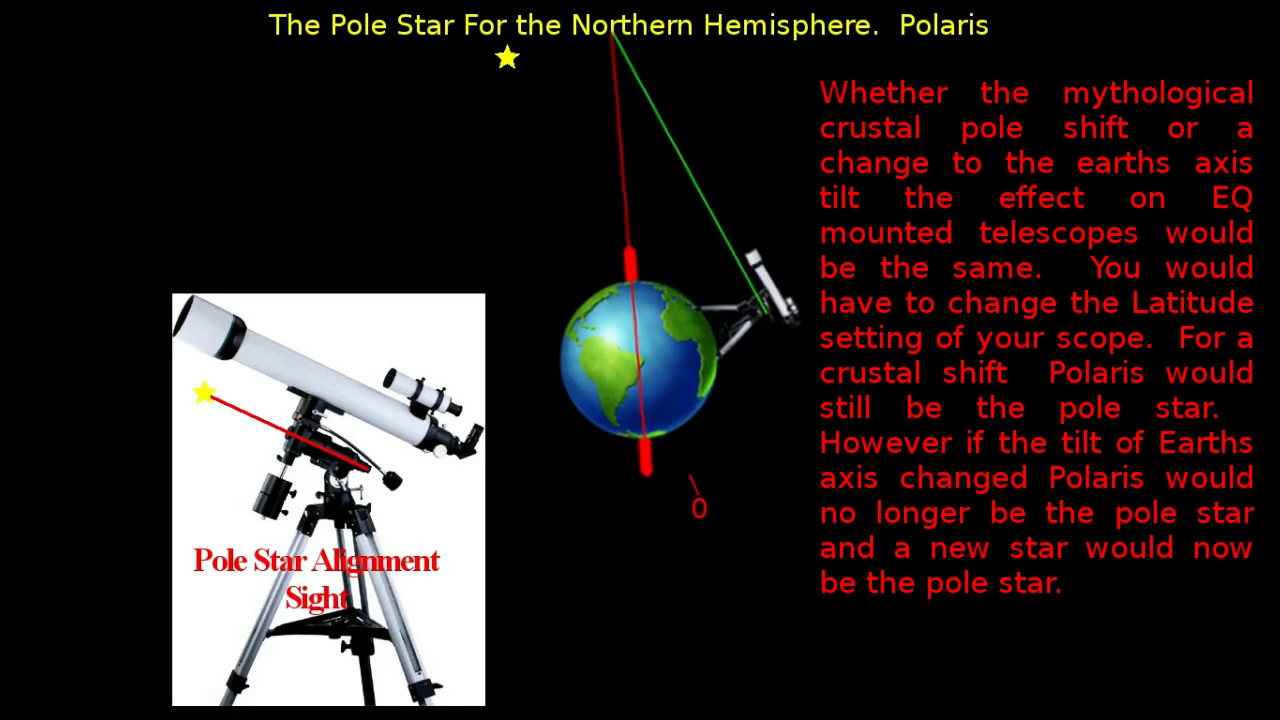 The Pole Star For the Northern Hemisphere.  Polaris
Whether the mythological
crustal pole shift or a
change to the earths axis
tilt the effect on EQ
mounted telescopes would
be the same.  You would
have to change the Latitude
setting of your scope.  For a
crustal shift  Polaris would
still be the pole star.
However if the tilt of Earths
axis changed Polaris would
no longer be the pole star
and a new star would now
be the pole star.
0
Pole Star Alignment
Sight